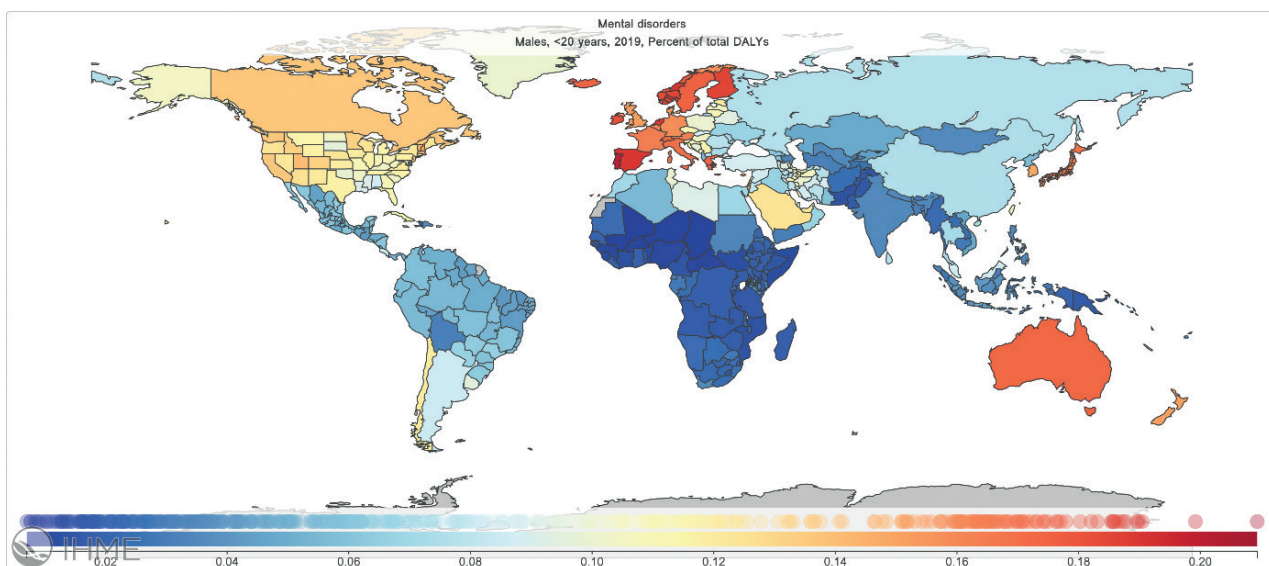 Mental disorders
Males, <20 years, 2019, Percent of total DALYs
IHME
0.02 0.04 0.06 0.08 0.10 0.12 0.14 0.16 0.18 0.20